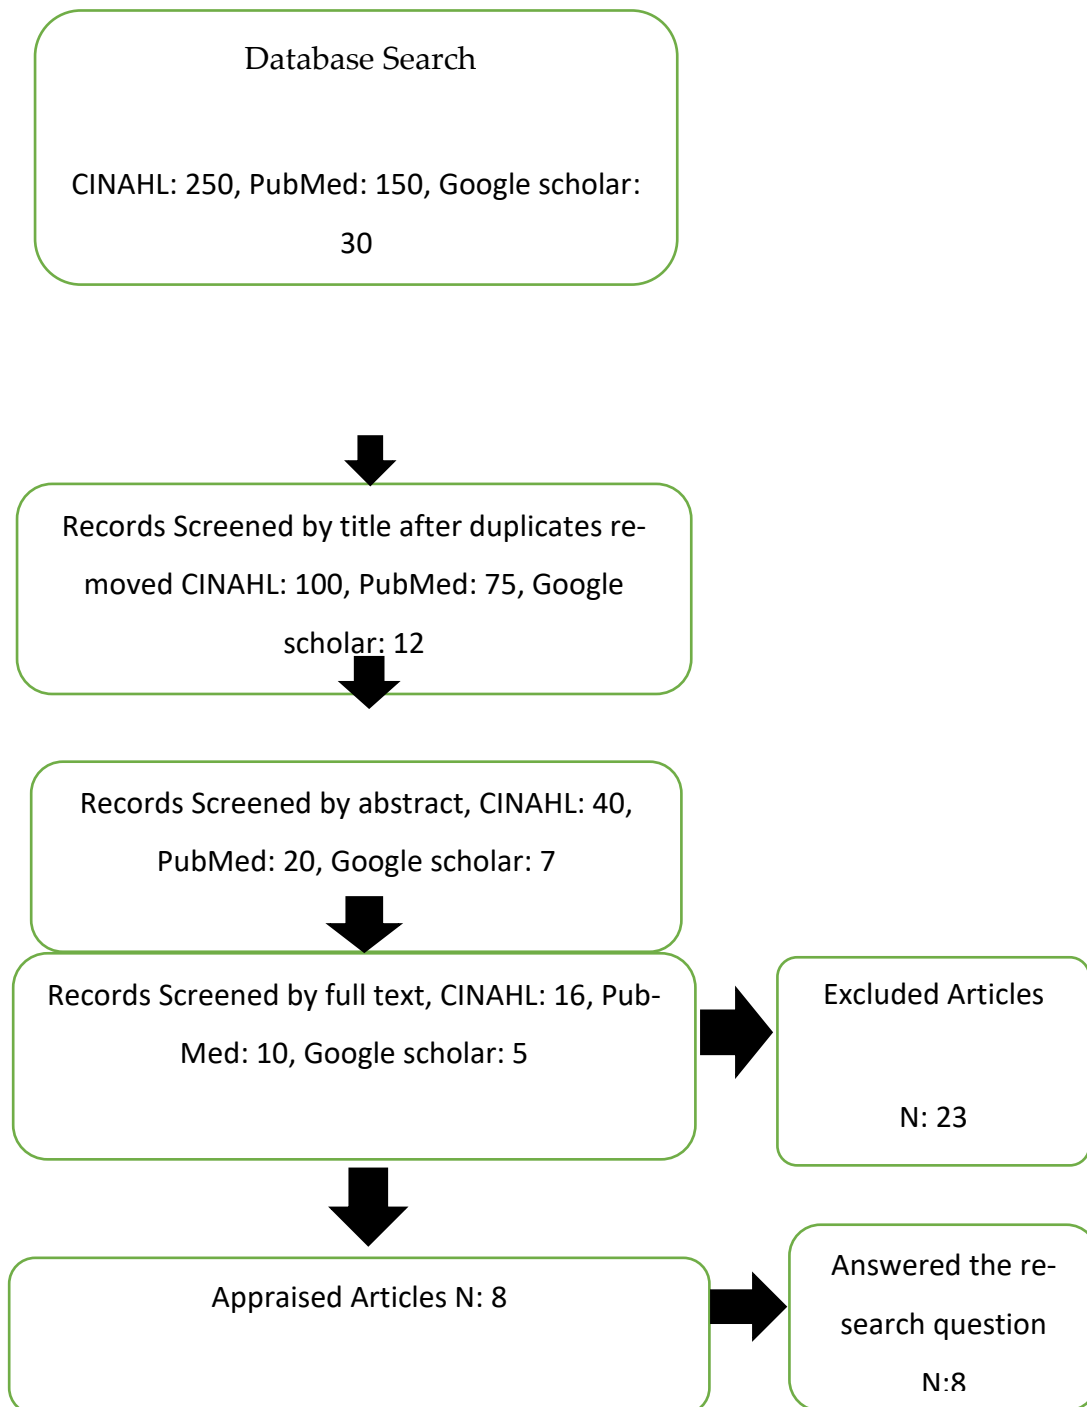 Database Search
CINAHL: 250, PubMed: 150, Google scholar:
30
Records Screened by title after duplicates re-
moved CINAHL: 100, PubMed: 75, Google
scholar: 12
Records Screened by abstract, CINAHL: 40,
PubMed: 20, Google scholar: 7
Records Screened by full text, CINAHL: 16, Pub-
Med: 10, Google scholar: 5
Excluded Articles
N: 23
Appraised Articles N: 8
Answered the re-
search question
N:8